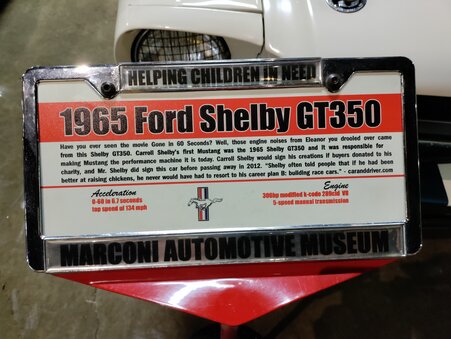 HELPING CHILDREN IN NEED
1965 Ford Shelby GT350
Have you ever seen the movie Gone in 60 Seconds? Well, those engine noises from Eleanor you drooled over came
from this Shelby GT350. Carroll Shelby's first Mustang was the 1965 Shelby GT350 and it was responsible for
making Mustang the performance machine it is today. Carroll Shelby would sign his creations if buyers donated to his
charity, and Mr. Shelby did sign this car before passing away in 2012. "Shelby often told people that if he had been
better at raising chickens, he never would have had to resort to his career plan B: building race cars." - caranddriver.com
Acceleration
0-60 in 6.7 seconds
top speed of 134 mph
Engine
306hp modified k-code 289cid V8
5-speed manual transmission
MARCONI AUTOMOTIVE MUSEUM